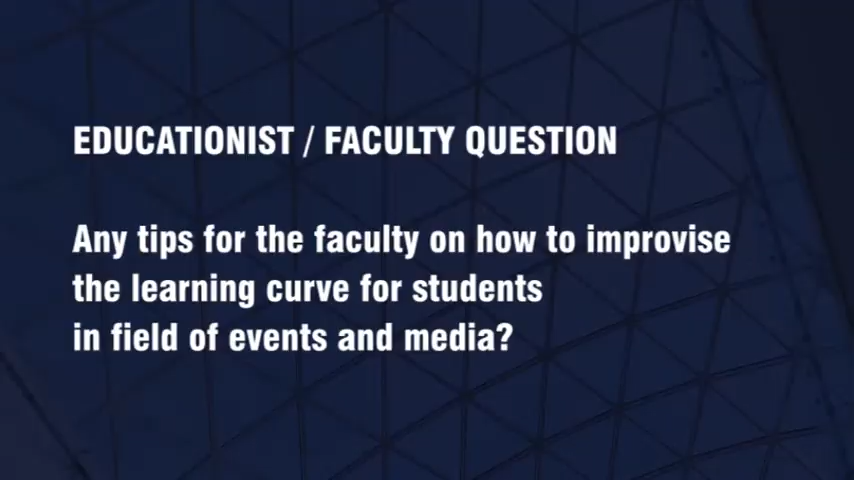 EDUCATIONIST / FACULTY QUESTION
Any tips for the faculty on how to improvise
the learning curve for students
in field of events and media?